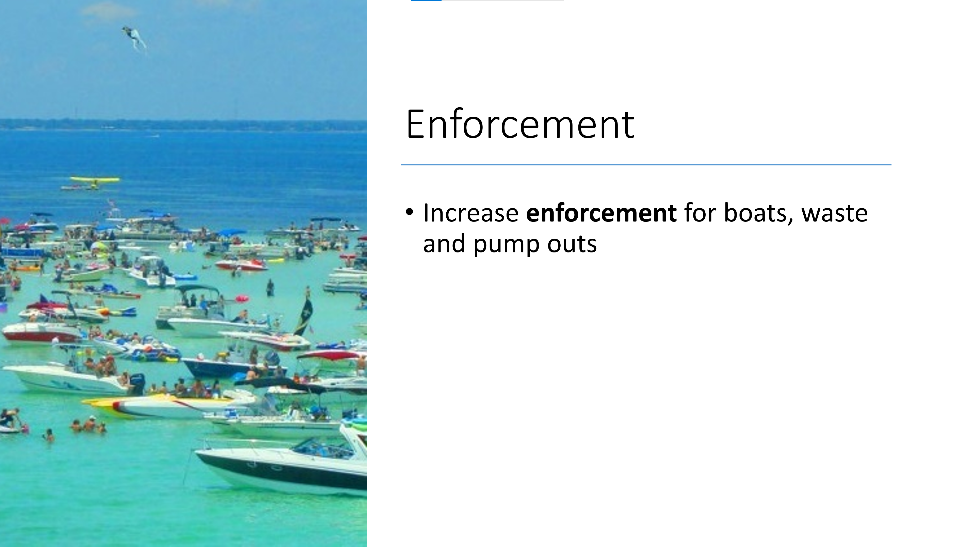 Enforcement
• Increase enforcement for boats, waste
and pump outs